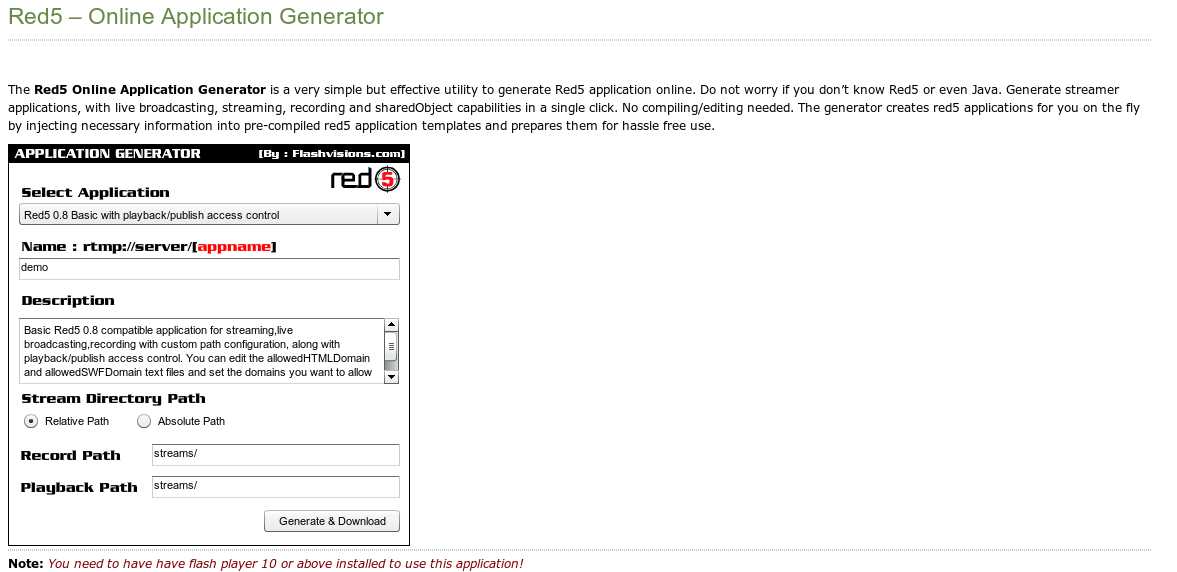 Red5 – Online Application Generator
The Red5 Online Application Generator is a very simple but effective utility to generate Red5 application online. Do not worry if you don’t know Red5 or even Java. Generate streamer
applications, with live broadcasting, streaming, recording and sharedObject capabilities in a single click. No compiling/editing needed. The generator creates red5 applications for you on the fly
by injecting necessary information into pre-compiled red5 application templates and prepares them for hassle free use.
APPLICATION GENERATOR [By : Flashvisions.com]
red5
Select Application
Red5 0.8 Basic with playback/publish access control
Name : rtmp://server/[appname]
demo
Description
Basic Red5 0.8 compatible application for streaming,live
broadcasting,recording with custom path configuration, along with
playback/publish access control. You can edit the allowedHTMLDomain
and allowedSWFDomain text files and set the domains you want to allow
Stream Directory Path
Relative Path Absolute Path
Record Path streams/
Playback Path streams/
Generate & Download
Note: You need to have have flash player 10 or above installed to use this application!